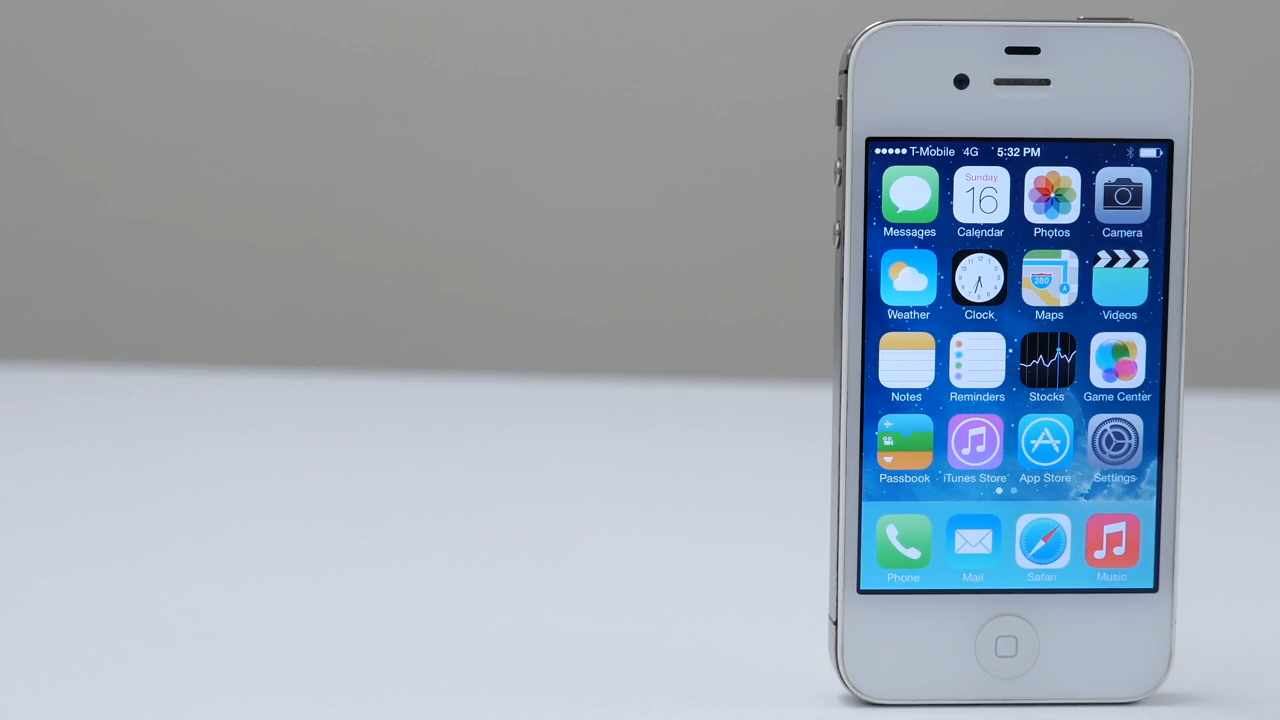 T-Mobile 4G 5:32 PM
Sunday
16
Messages Calendar Photos Camera
280
Weather Clock Maps Videos
Notes Reminders Stocks Game Center
Passbook iTunes Store App Store Settings
Phone Mail Safari Music